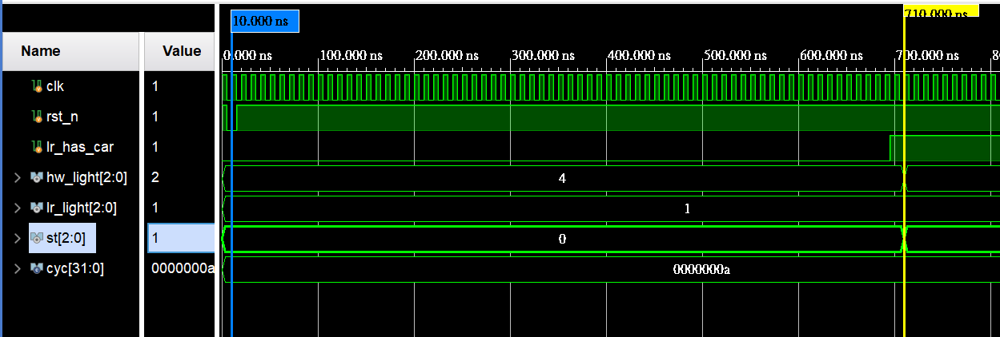 10.000 ns
710.000 ns
Name Value
0.000 ns 100.000 ns 200.000 ns 300.000 ns 400.000 ns 500.000 ns 600.000 ns 700.000 ns
clk 1
rst_n 1
lr_has_car 1
hw_light[2:0] 2 4
lr_light[2:0] 1 1
st[2:0] 1 0
cyc[31:0] 0000000a 0000000a